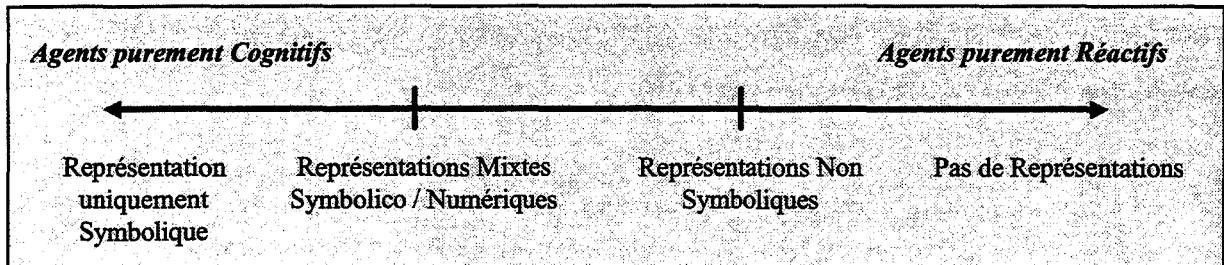 Agents purement Cognitifs
Agents purement Réactifs
Représentation
uniquement
Symbolique
Représentations Mixtes
Symbolico / Numériques
Représentations Non
Symboliques
Pas de Représentations